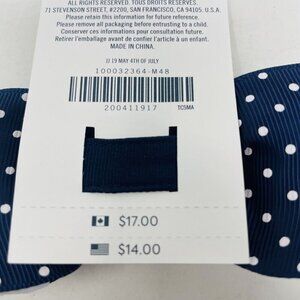 ALL RIGHTS RESERVED. TOUS DROITS RÉSERVÉS.
71 STEVENSON STREET, #2200, SAN FRANCISCO, CA 94105. U.S.A.
Please retain this information for future reference.
Please remove all packaging before entrusting to a child.
Conserver ces informations pour consultation future.
Retirer l'emballage avant de confier l'article à un enfant.
MADE IN CHINA.
JJ 19 MAY 4TH OF JULY
100032364-M48
200411917
TC5MA
$17.00
$14.00